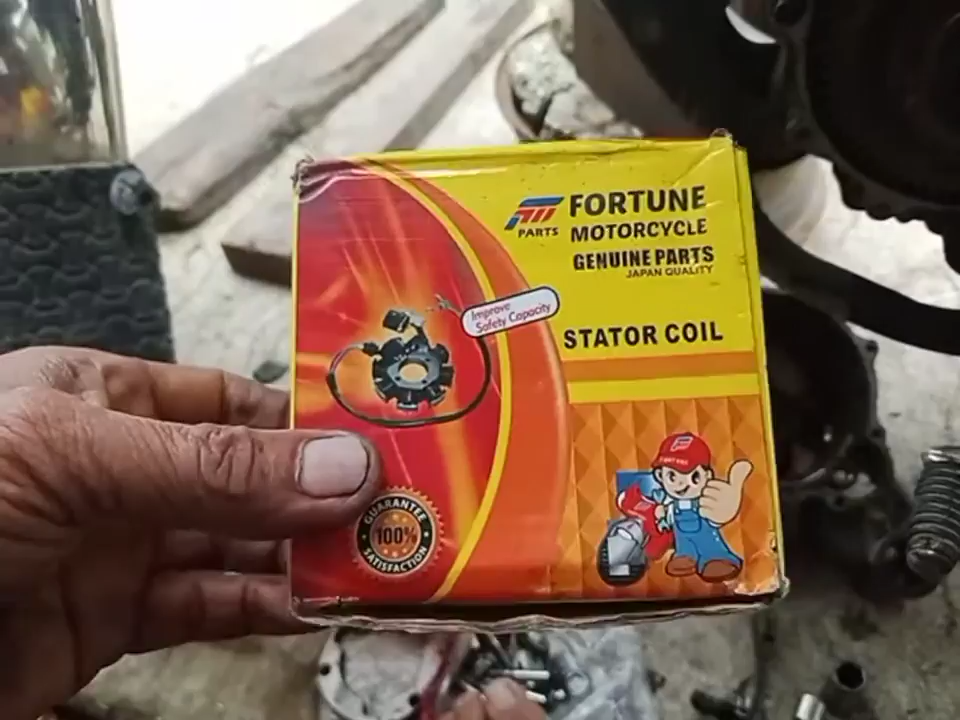 FORTUNE
PARTS
MOTORCYCLE
GENUINE PARTS
JAPAN QUALITY
Improve
Safety Capacity
STATOR COIL
GUARANTEE
100%
SATISFACTION